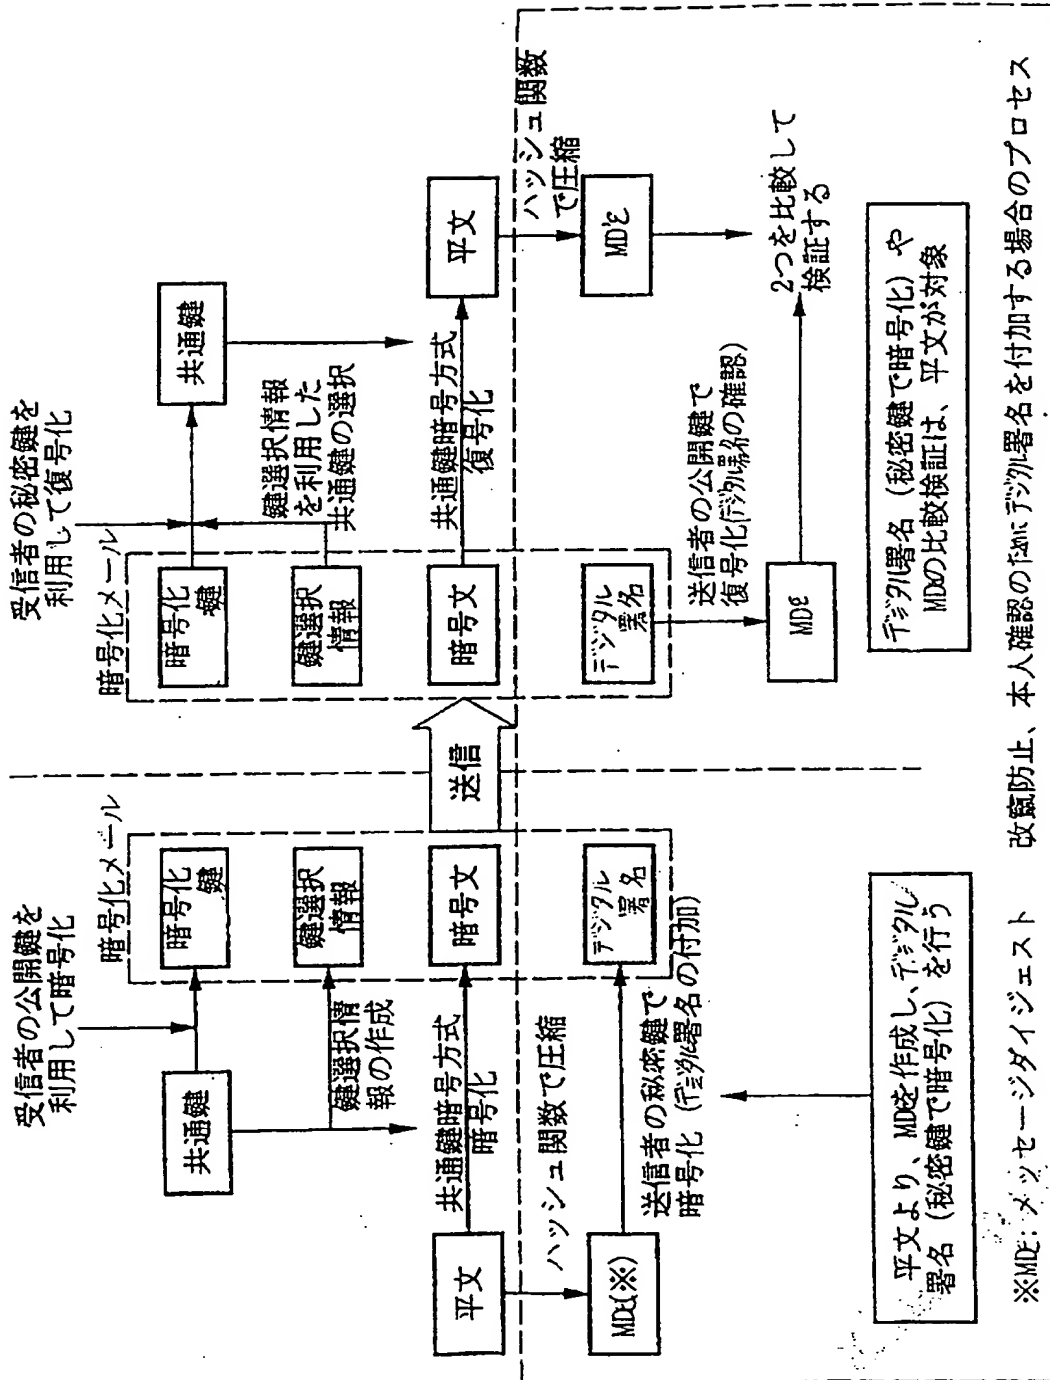 受信者の公開鍵を
利用して暗号化
暗号化メール
共通鍵
暗号化
鍵
鍵選択情
報の作成
鍵選択
情報
平文
共通鍵暗号方式
暗号化
暗号文
ハッシュ関数で圧縮
(※)
送信者の秘密鍵で
暗号化(デジタル署名の付加)
デジタル
署名
平文より、MDを作成し、デジタル
署名(秘密鍵で暗号化)を行う
送信
受信者の秘密鍵を
利用して復号化
暗号化メール
暗号化
鍵
共通鍵
鍵選択
情報
鍵選択情報
を利用した
共通鍵の選択
暗号文
共通鍵暗号方式
復号化
平文
ハッシュ関数
で圧縮
デジタル
署名
送信者の公開鍵で
復号化(デジタル署名の確認)
2つを比較して
検証する
デジタル署名(秘密鍵で暗号化)や
MDの比較検証は、平文が対象
※MD:メッセージダイジェスト
改竄防止、本人確認のためにデジタル署名を付加する場合のプロセス